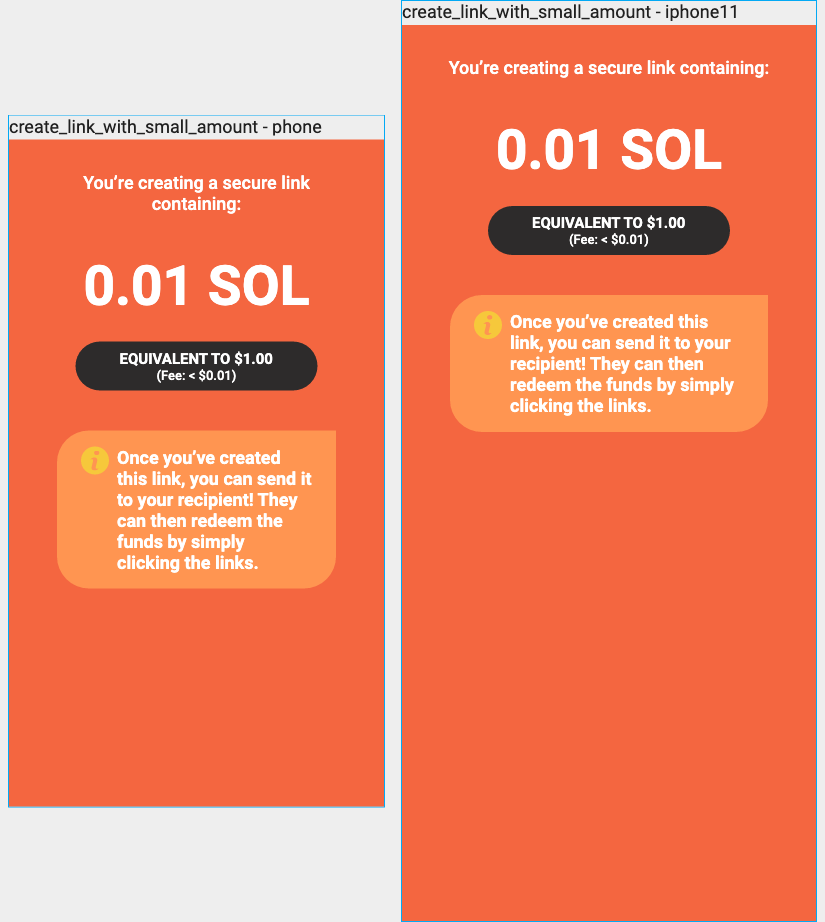 create_link_with_small_amount - phone
You’re creating a secure link
containing:
0.01 SOL
EQUIVALENT TO $1.00
(Fee: < $0.01)
i
Once you’ve created
this link, you can send it
to your recipient! They
can then redeem the
funds by simply
clicking the links.
create_link_with_small_amount - iphone11
You’re creating a secure link containing:
0.01 SOL
EQUIVALENT TO $1.00
(Fee: < $0.01)
i
Once you’ve created this
link, you can send it to your
recipient! They can then
redeem the funds by simply
clicking the links.